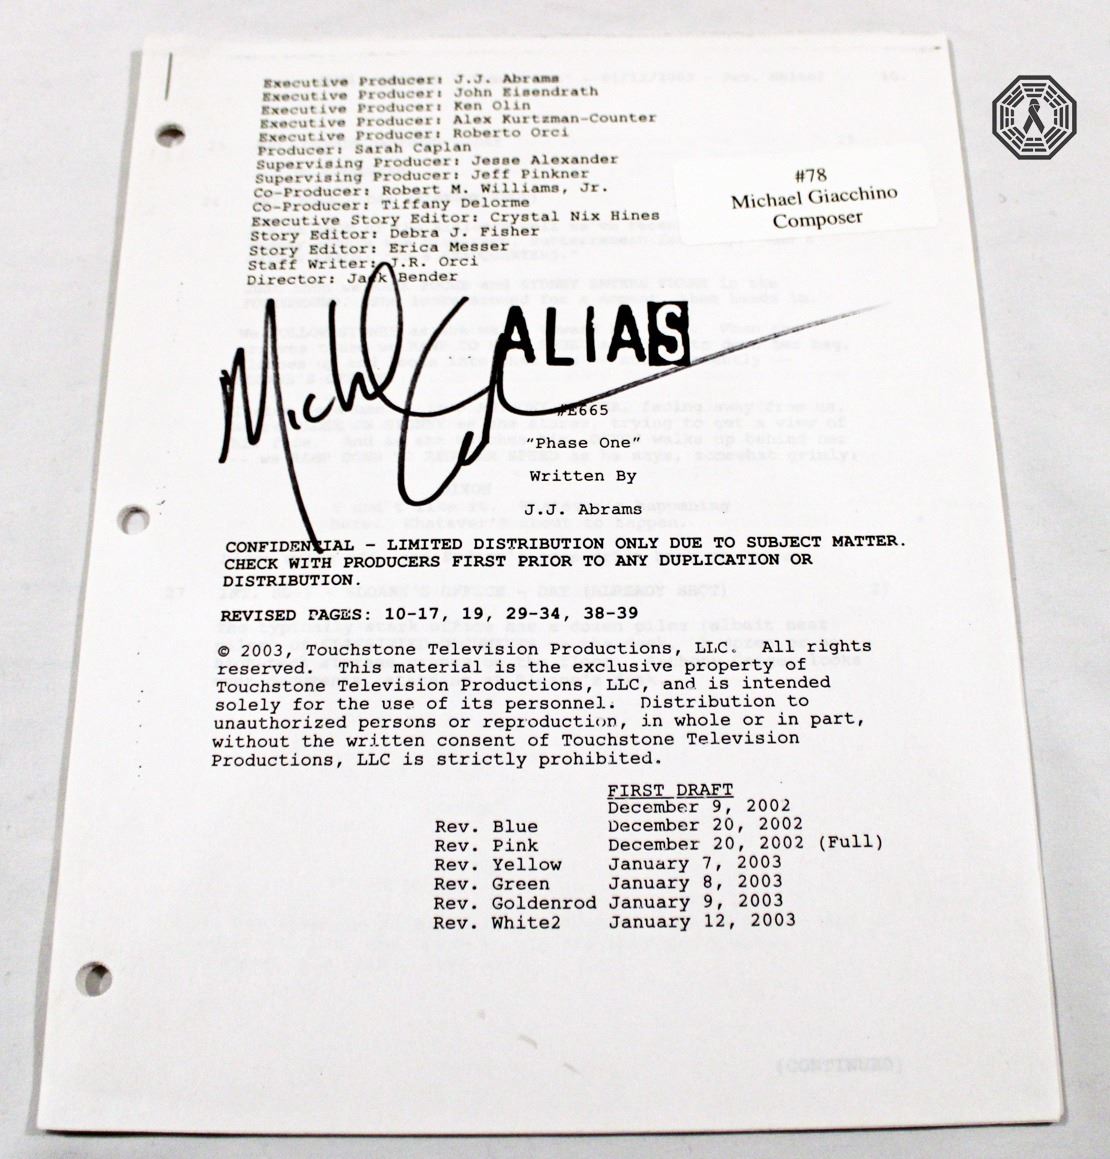 Executive Producer: J.J. Abrams
Executive Producer: John Eisendrath
Executive Producer: Ken Olin
Executive Producer: Alex Kurtzman-Counter
Executive Producer: Roberto Orci
Producer: Sarah Caplan
Supervising Producer: Jesse Alexander
Supervising Producer: Jeff Pinkner
Co-Producer: Robert M. Williams, Jr.
Co-Producer: Tiffany Delorme
Executive Story Editor: Crystal Nix Hines
Story Editor: Debra J. Fisher
Story Editor: Erica Messer
Staff Writer: J.R. Orci
Director: Jack Bender
#78
Michael Giacchino
Composer
Michael
ALIAS
#E665
"Phase One"
Written By
J.J. Abrams
CONFIDENTIAL - LIMITED DISTRIBUTION ONLY DUE TO SUBJECT MATTER.
CHECK WITH PRODUCERS FIRST PRIOR TO ANY DUPLICATION OR
DISTRIBUTION.
REVISED PAGES: 10-17, 19, 29-34, 38-39
© 2003, Touchstone Television Productions, LLC. All rights
reserved. This material is the exclusive property of
Touchstone Television Productions, LLC, and is intended
solely for the use of its personnel. Distribution to
unauthorized persons or reproduction, in whole or in part,
without the written consent of Touchstone Television
Productions, LLC is strictly prohibited.
FIRST DRAFT
December 9, 2002
Rev. Blue December 20, 2002
Rev. Pink December 20, 2002 (Full)
Rev. Yellow January 7, 2003
Rev. Green January 8, 2003
Rev. Goldenrod January 9, 2003
Rev. White2 January 12, 2003
(CONTINUED)